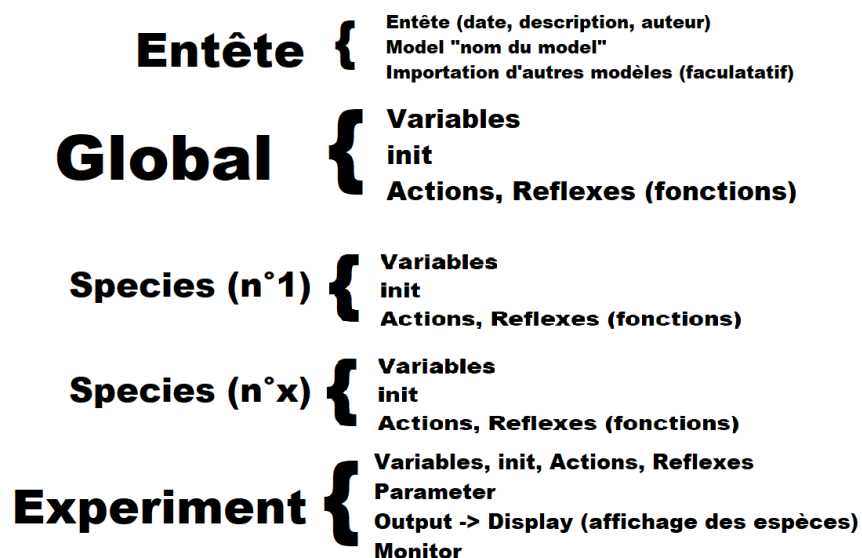 Entête {
Entête (date, description, auteur)
Model "nom du model"
Importation d'autres modèles (faculatatif)
Global {
Variables
init
Actions, Reflexes (fonctions)
Species (n°1) {
Variables
init
Actions, Reflexes (fonctions)
Species (n°x) {
Variables
init
Actions, Reflexes (fonctions)
Experiment {
Variables, init, Actions, Reflexes
Parameter
Output -> Display (affichage des espèces)
Monitor